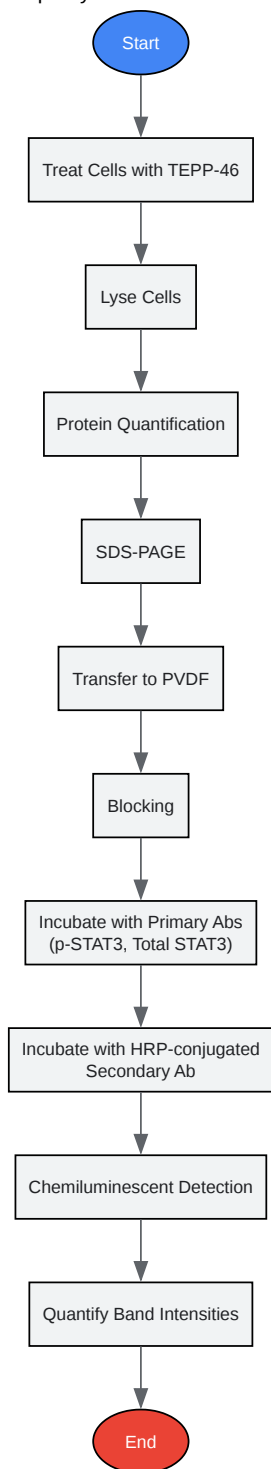 Start
Treat Cells with TEPP-46
Lyse Cells
Protein Quantification
SDS-PAGE
Transfer to PVDF
Blocking
Incubate with Primary Abs
(p-STAT3, Total STAT3)
Incubate with HRP-conjugated
Secondary Ab
Chemiluminescent Detection
Quantify Band Intensities
End